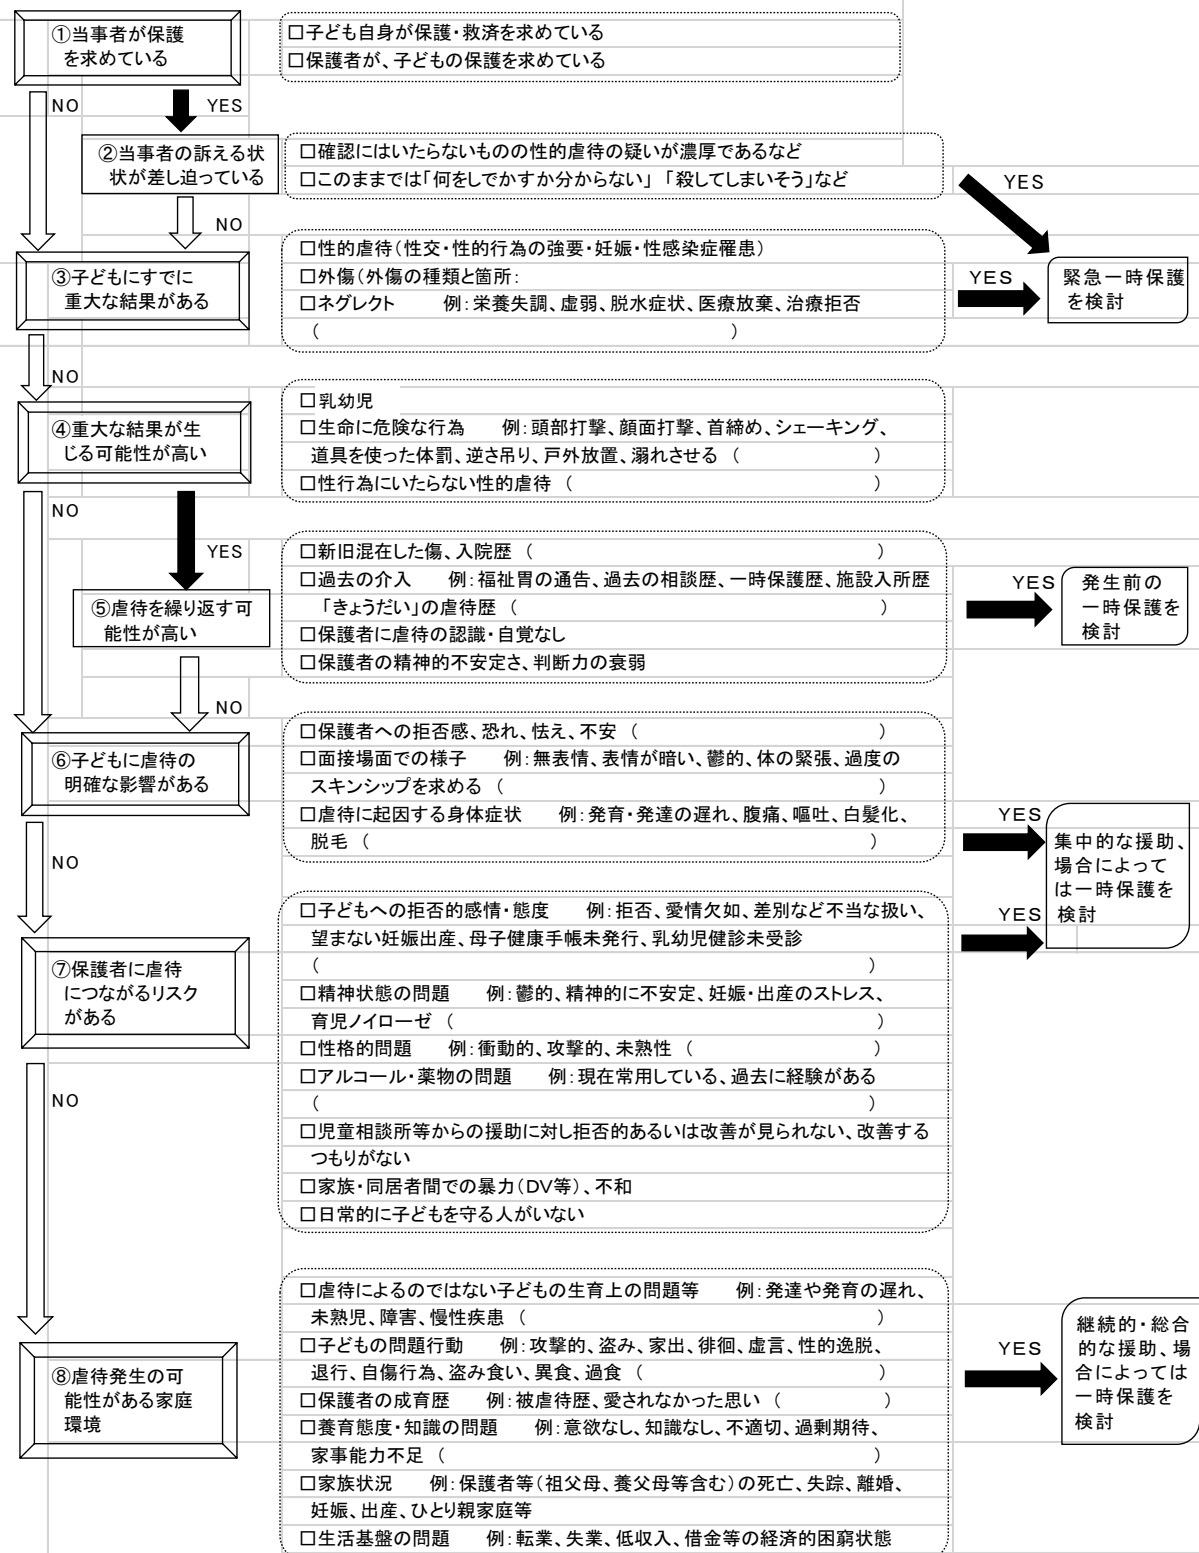 ①当事者が保護
を求めている
□子ども自身が保護・救済を求めている
□保護者が、子どもの保護を求めている
NO
YES
②当事者の訴える状
状が差し迫っている
□確認にはいたらないものの性的虐待の疑いが濃厚であるなど
□このままでは「何をしでかすか分からない」「殺してしまいそう」など
YES
NO
③子どもにすでに
重大な結果がある
□性的虐待(性交・性的行為の強要・妊娠・性感染症罹患)
□外傷(外傷の種類と箇所:
□ネグレクト　例:栄養失調、虚弱、脱水症状、医療放棄、治療拒否
(　　　)
YES
緊急一時保護
を検討
NO
④重大な結果が生
じる可能性が高い
□乳幼児
□生命に危険な行為　例:頭部打撃、顔面打撃、首締め、シェーキング、
道具を使った体罰、逆さ吊り、戸外放置、溺れさせる (　　　)
□性行為にいたらない性的虐待 (　　　)
NO
YES
⑤虐待を繰り返す可
能性が高い
□新旧混在した傷、入院歴 (　　　)
□過去の介入　例:福祉胃の通告、過去の相談歴、一時保護歴、施設入所歴
「きょうだい」の虐待歴 (　　　)
□保護者に虐待の認識・自覚なし
□保護者の精神的不安定さ、判断力の衰弱
YES
発生前の
一時保護を
検討
NO
⑥子どもに虐待の
明確な影響がある
□保護者への拒否感、恐れ、怯え、不安 (　　　)
□面接場面での様子　例:無表情、表情が暗い、鬱的、体の緊張、過度の
スキンシップを求める (　　　)
□虐待に起因する身体症状　例:発育・発達の遅れ、腹痛、嘔吐、白髪化、
脱毛 (　　　)
YES
集中的な援助、
場合によって
は一時保護を
検討
NO
⑦保護者に虐待
につながるリスク
がある
□子どもへの拒否的感情・態度　例:拒否、愛情欠如、差別など不当な扱い、
望まない妊娠出産、母子健康手帳未発行、乳幼児健診未受診
(　　　)
□精神状態の問題　例:鬱的、精神的に不安定、妊娠・出産のストレス、
育児ノイローゼ (　　　)
□性格的問題　例:衝動的、攻撃的、未熟性 (　　　)
□アルコール・薬物の問題　例:現在常用している、過去に経験がある
(　　　)
□児童相談所等からの援助に対し拒否的あるいは改善が見られない、改善する
つもりがない
□家族・同居者間での暴力(DV等)、不和
□日常的に子どもを守る人がいない
YES
NO
⑧虐待発生の可
能性がある家庭
環境
□虐待によるのではない子どもの生育上の問題等　例:発達や発育の遅れ、
未熟児、障害、慢性疾患 (　　　)
□子どもの問題行動　例:攻撃的、盗み、家出、徘徊、虚言、性的逸脱、
退行、自傷行為、盗み食い、異食、過食 (　　　)
□保護者の成育歴　例:被虐待歴、愛されなかった思い (　　　)
□養育態度・知識の問題　例:意欲なし、知識なし、不適切、過剰期待、
家事能力不足 (　　　)
□家族状況　例:保護者等(祖父母、養父母等含む)の死亡、失踪、離婚、
妊娠、出産、ひとり親家庭等
□生活基盤の問題　例:転業、失業、低収入、借金等の経済的困窮状態
YES
継続的・総合
的な援助、場
合によっては
一時保護を
検討